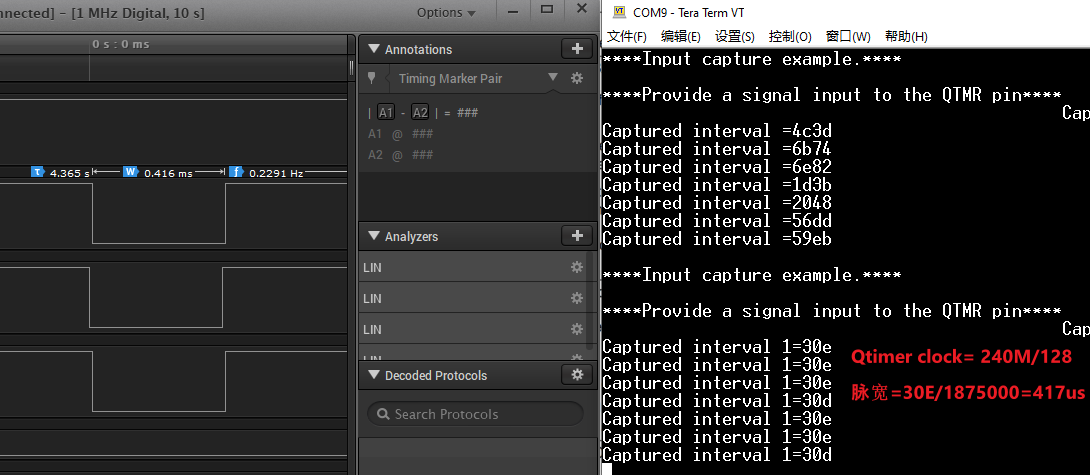 nnected] – [1 MHz Digital, 10 s]
Options
0 s : 0 ms
τ 4.365 s
W 0.416 ms
f 0.2291 Hz
Annotations
Timing Marker Pair
| A1 - A2 | = ###
A1 @ ###
A2 @ ###
Analyzers
LIN
LIN
LIN
LIN
Decoded Protocols
Search Protocols
COM9 - Tera Term VT
文件(F) 编辑(E) 设置(S) 控制(O) 窗口(W) 帮助(H)
****Input capture example.****
****Provide a signal input to the QTMR pin****
Cap
Captured interval =4c3d
Captured interval =6b74
Captured interval =6e82
Captured interval =1d3b
Captured interval =2048
Captured interval =56dd
Captured interval =59eb
****Input capture example.****
****Provide a signal input to the QTMR pin****
Cap
Captured interval 1=30e
Captured interval 1=30e
Captured interval 1=30e
Captured interval 1=30d
Captured interval 1=30e
Captured interval 1=30e
Captured interval 1=30d
Qtimer clock= 240M/128
脉宽=30E/1875000=417us